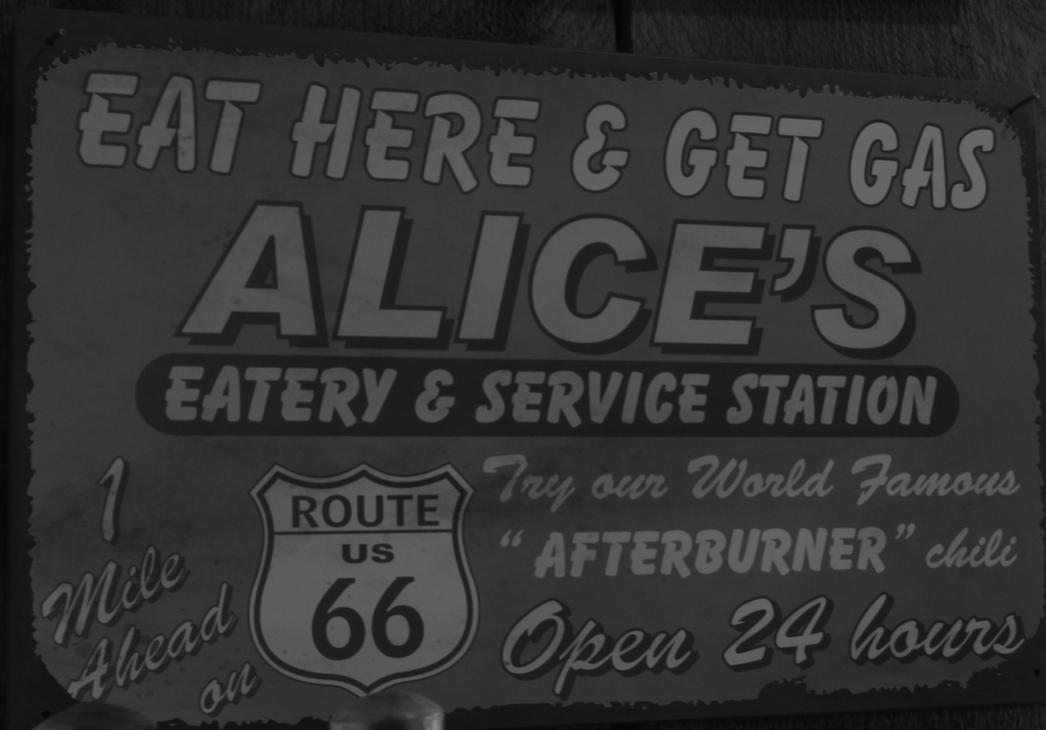 EAT HERE & GET GAS
ALICE'S
EATERY & SERVICE STATION
1
Mile
Ahead
on
ROUTE
US
66
Try our World Famous
“AFTERBURNER” chili
Open 24 hours